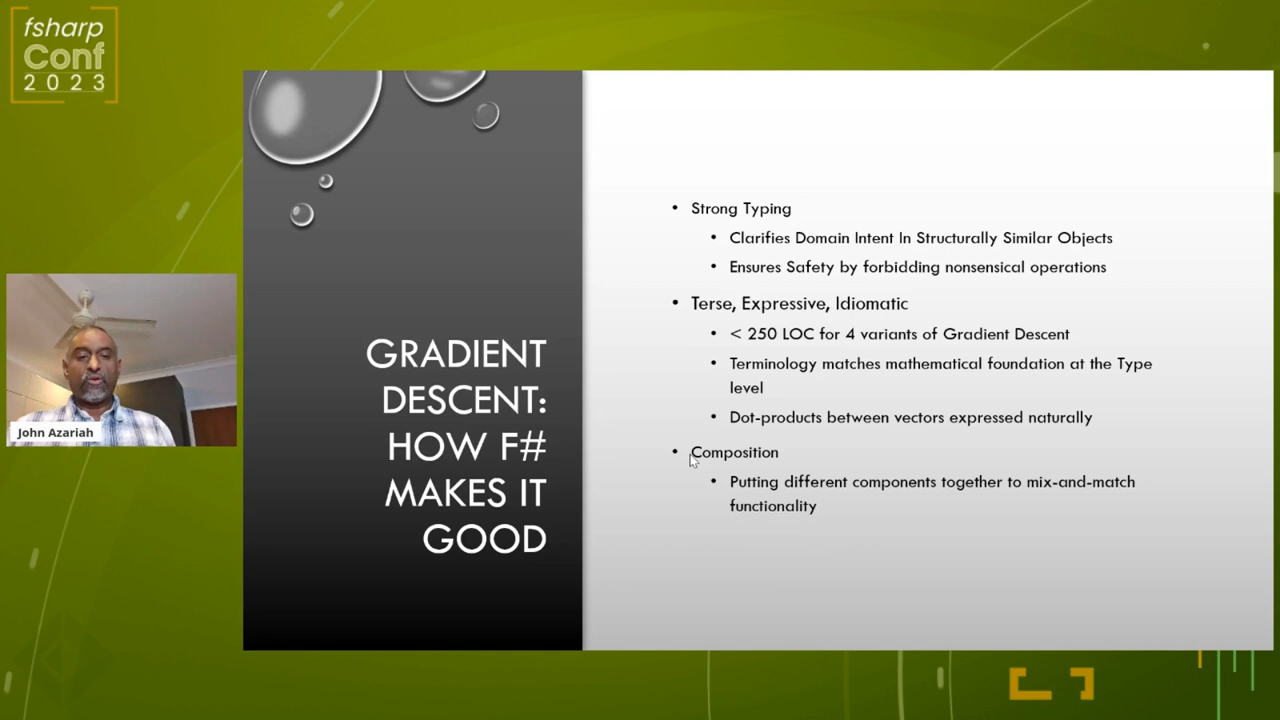 fsharp
Conf
2023
GRADIENT
DESCENT:
HOW F#
MAKES IT
GOOD
• Strong Typing
• Clarifies Domain Intent In Structurally Similar Objects
• Ensures Safety by forbidding nonsensical operations
• Terse, Expressive, Idiomatic
• < 250 LOC for 4 variants of Gradient Descent
• Terminology matches mathematical foundation at the Type
level
• Dot-products between vectors expressed naturally
• Composition
• Putting different components together to mix-and-match
functionality
John Azariah